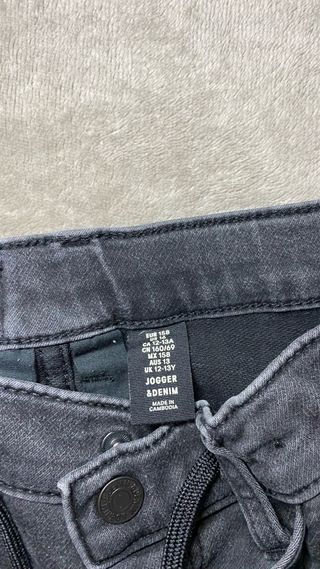 EUR 158
CA 12-13A
CN 160/69
MX 158
AUS 13
UK 12-13Y
JOGGER
&DENIM
MADE IN
CAMBODIA